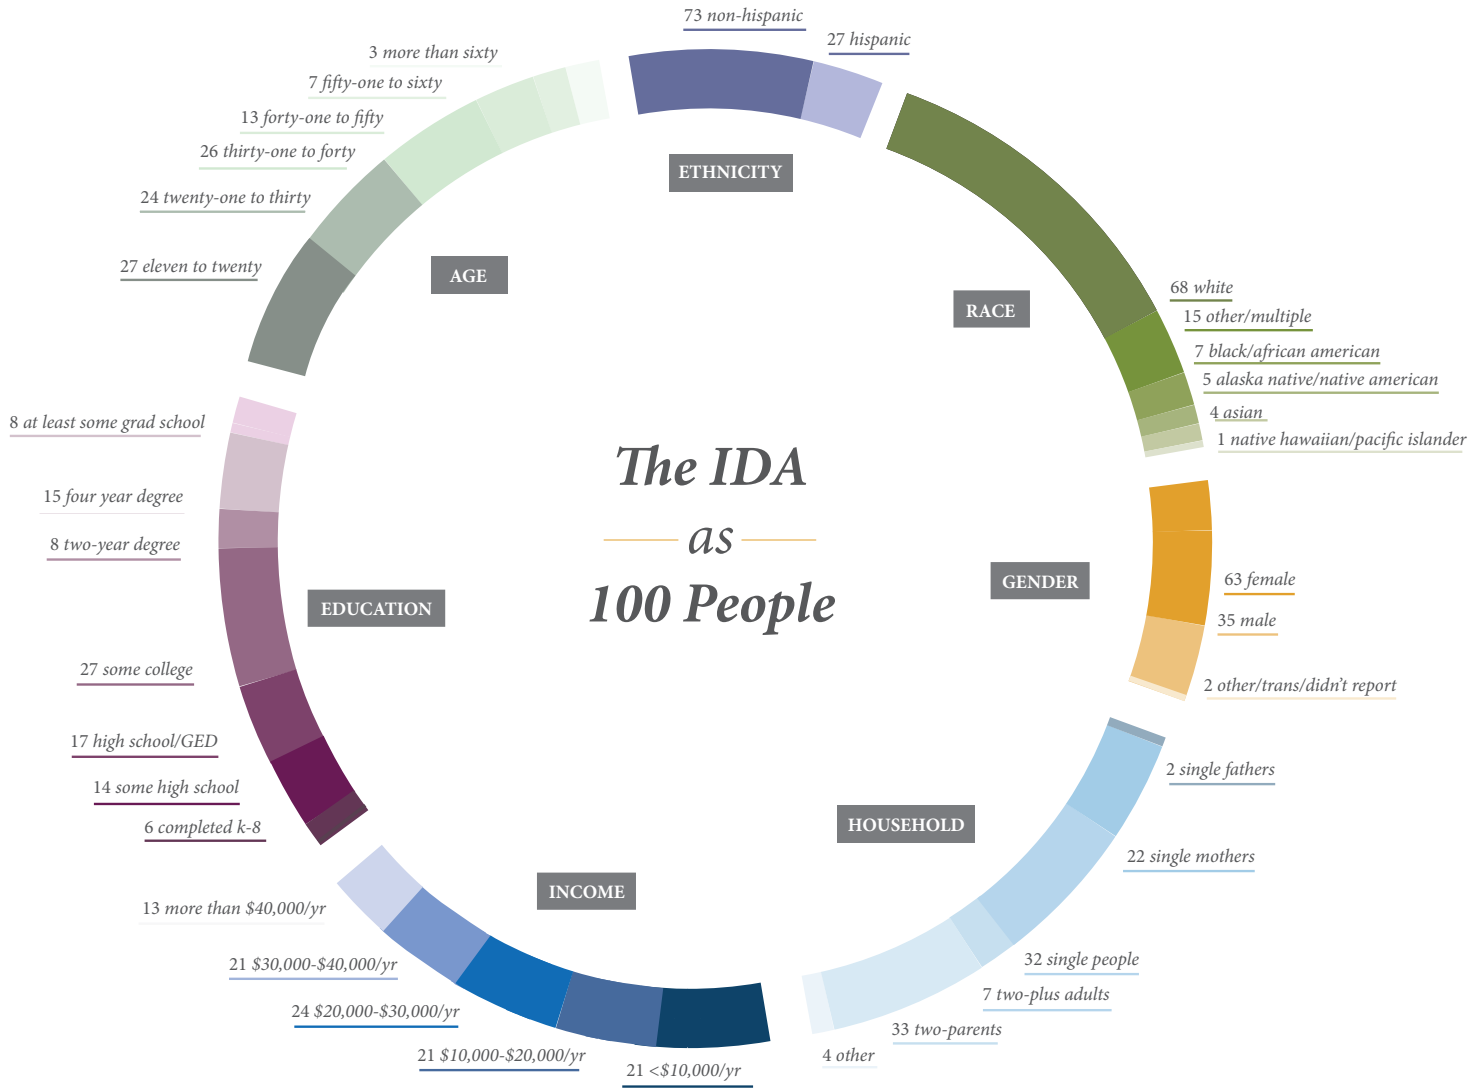 73 non-hispanic
27 hispanic
ETHNICITY
RACE
68 white
15 other/multiple
7 black/african american
5 alaska native/native american
4 asian
1 native hawaiian/pacific islander
GENDER
63 female
35 male
2 other/trans/didn't report
HOUSEHOLD
2 single fathers
22 single mothers
32 single people
7 two-plus adults
33 two-parents
4 other
INCOME
21 <$10,000/yr
21 $10,000-$20,000/yr
24 $20,000-$30,000/yr
21 $30,000-$40,000/yr
13 more than $40,000/yr
EDUCATION
6 completed k-8
14 some high school
17 high school/GED
27 some college
8 two-year degree
15 four year degree
8 at least some grad school
AGE
27 eleven to twenty
24 twenty-one to thirty
26 thirty-one to forty
13 forty-one to fifty
7 fifty-one to sixty
3 more than sixty
The IDA
as
100 People